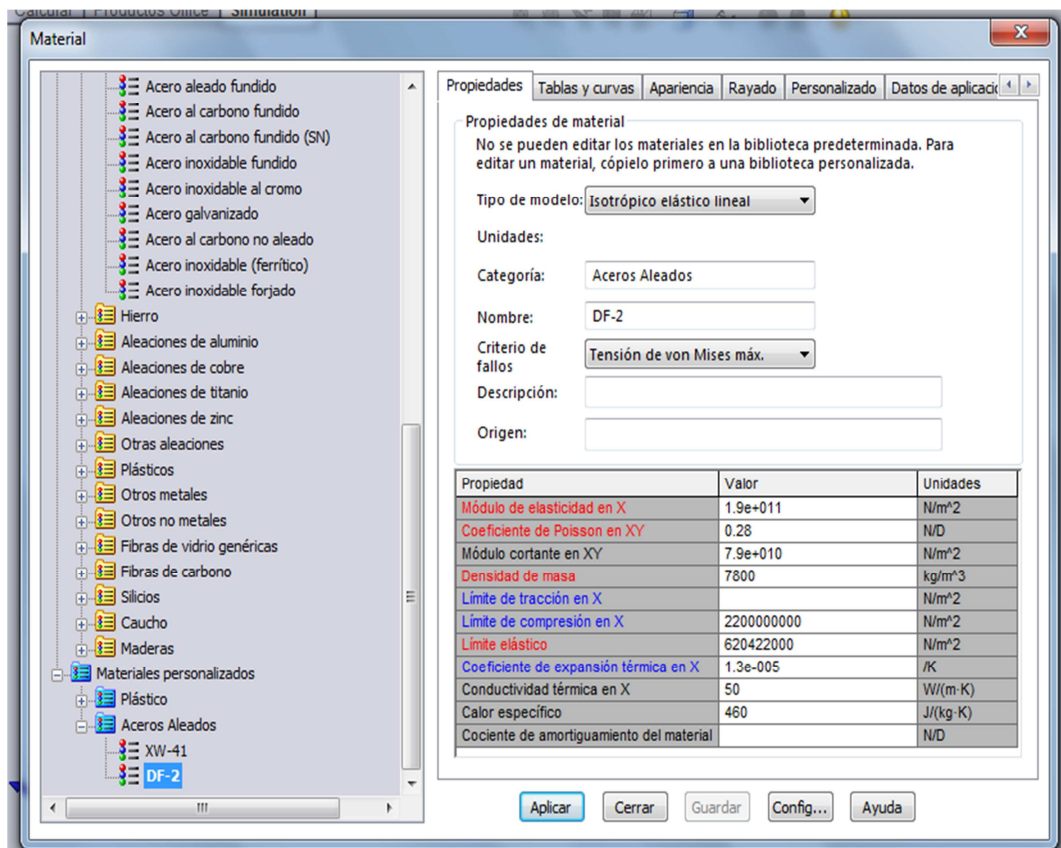 Calcular | Productos Office | Simulation
Material
Acero aleado fundido
Acero al carbono fundido
Acero al carbono fundido (SN)
Acero inoxidable fundido
Acero inoxidable al cromo
Acero galvanizado
Acero al carbono no aleado
Acero inoxidable (ferrítico)
Acero inoxidable forjado
Hierro
Aleaciones de aluminio
Aleaciones de cobre
Aleaciones de titanio
Aleaciones de zinc
Otras aleaciones
Plásticos
Otros metales
Otros no metales
Fibras de vidrio genéricas
Fibras de carbono
Silicios
Caucho
Maderas
Materiales personalizados
Plástico
Aceros Aleados
XW-41
DF-2
Propiedades Tablas y curvas Apariencia Rayado Personalizado Datos de aplicació
Propiedades de material
No se pueden editar los materiales en la biblioteca predeterminada. Para
editar un material, cópielo primero a una biblioteca personalizada.
Tipo de modelo: Isotrópico elástico lineal
Unidades:
Categoría: Aceros Aleados
Nombre: DF-2
Criterio de
fallos Tensión de von Mises máx.
Descripción:
Origen:
Propiedad Valor Unidades
Módulo de elasticidad en X 1.9e+011 N/m^2
Coeficiente de Poisson en XY 0.28 N/D
Módulo cortante en XY 7.9e+010 N/m^2
Densidad de masa 7800 kg/m^3
Límite de tracción en X N/m^2
Límite de compresión en X 2200000000 N/m^2
Límite elástico 620422000 N/m^2
Coeficiente de expansión térmica en X 1.3e-005 /K
Conductividad térmica en X 50 W/(m·K)
Calor específico 460 J/(kg·K)
Cociente de amortiguamiento del material N/D
Aplicar Cerrar Guardar Config... Ayuda